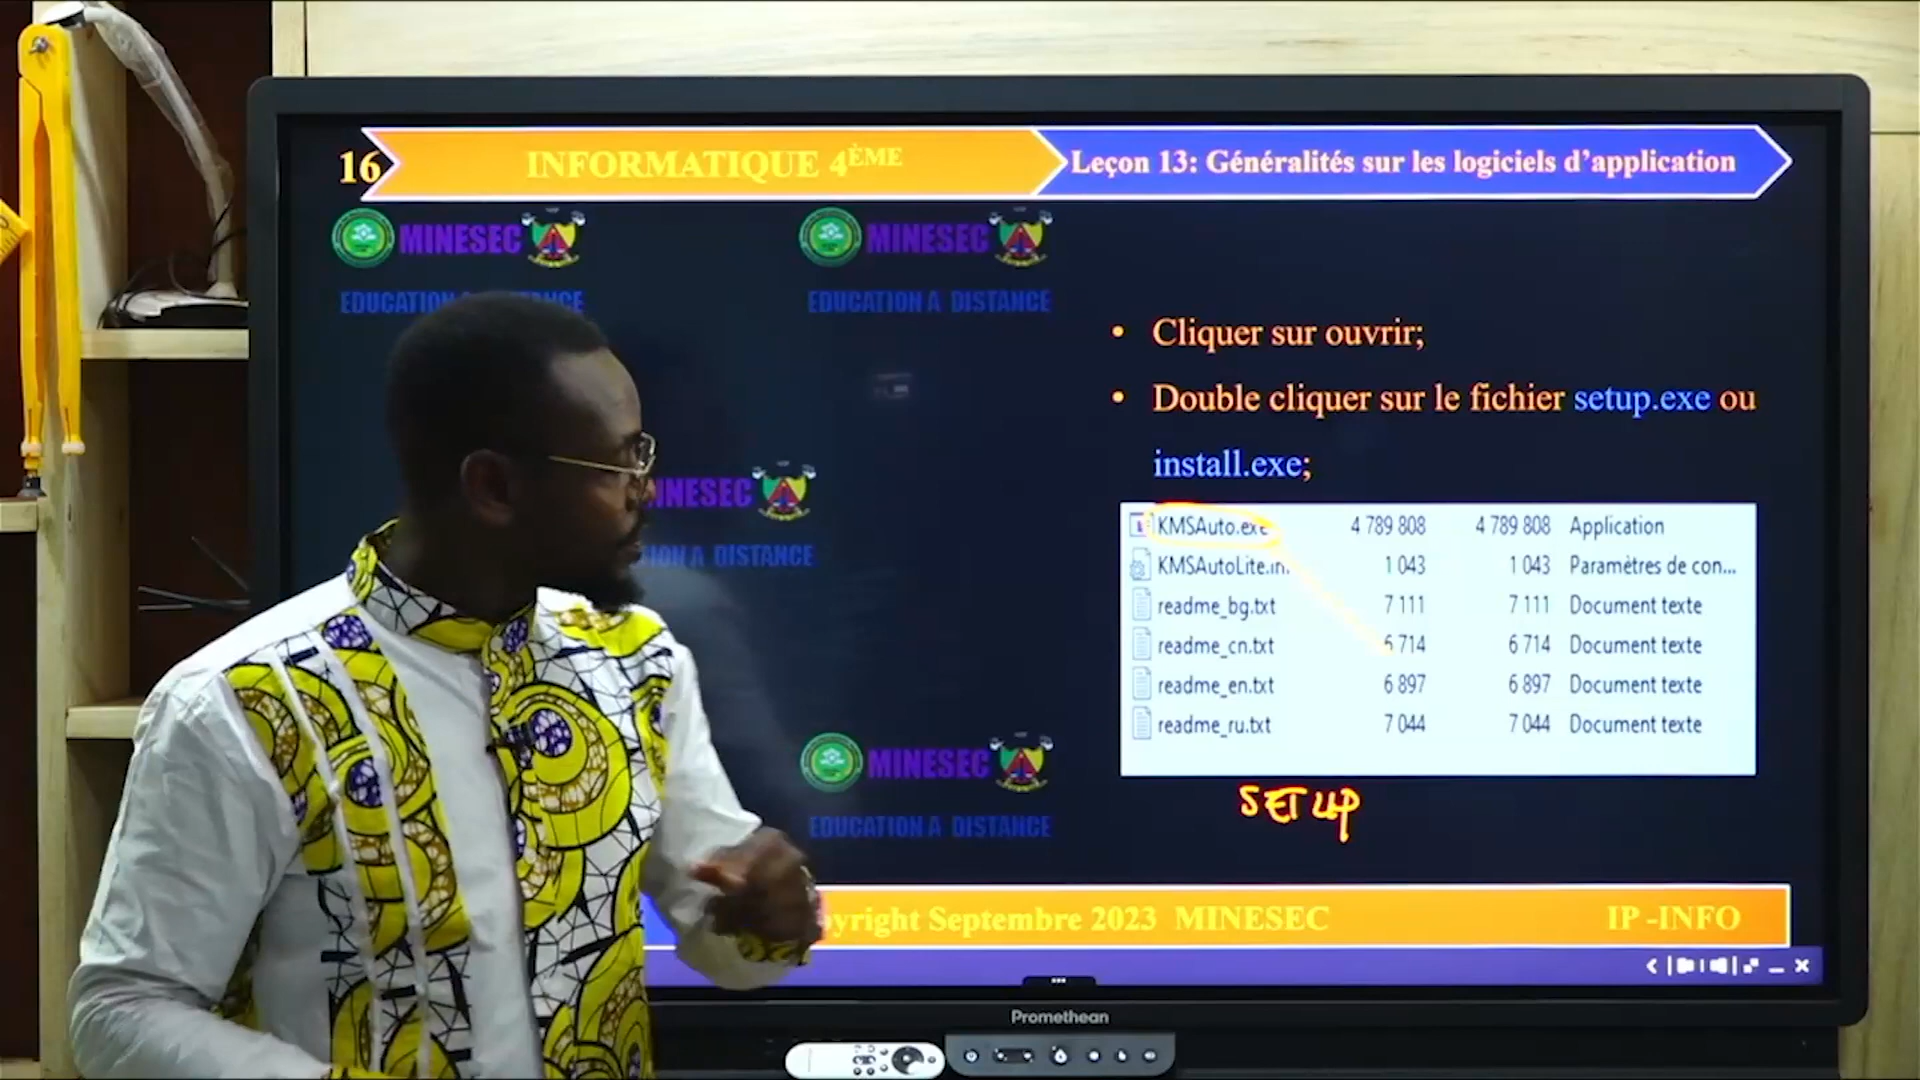 16
INFORMATIQUE 4ÈME
Leçon 13: Généralités sur les logiciels d'application
MINESEC
MINESEC
EDUCATION A DISTANCE
• Cliquer sur ouvrir;
• Double cliquer sur le fichier setup.exe ou
install.exe;
KMSAuto.exe 4 789 808 4 789 808 Application
1 043 1 043 Paramètres de con...
readme_bg.txt 7 111 7 111 Document texte
readme_cn.txt 6 714 6 714 Document texte
readme_en.txt 6 897 6 897 Document texte
readme_ru.txt 7 044 7 044 Document texte
SETUP
MINESEC
EDUCATION A DISTANCE
Septembre 2023 MINESEC
IP -INFO
Promethean